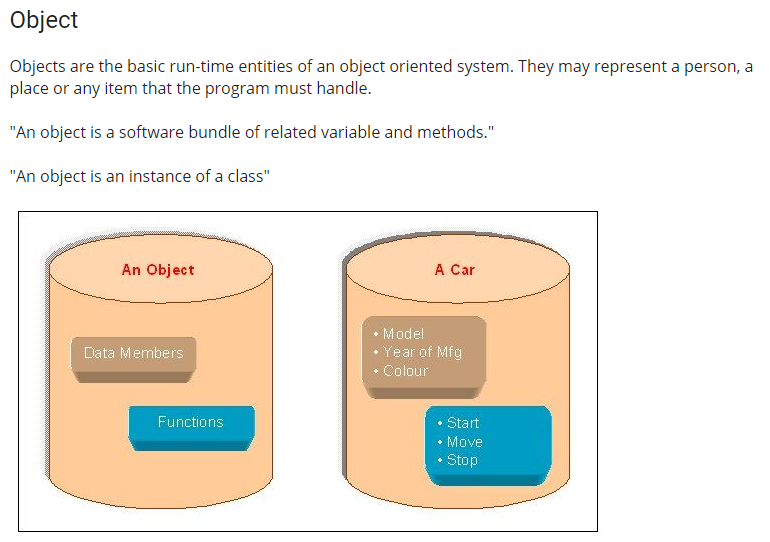 Object
Objects are the basic run-time entities of an object oriented system. They may represent a person, a
place or any item that the program must handle.
"An object is a software bundle of related variable and methods."
"An object is an instance of a class"
An Object
Data Members
Functions
A Car
• Model
• Year of Mfg
• Colour
• Start
• Move
• Stop